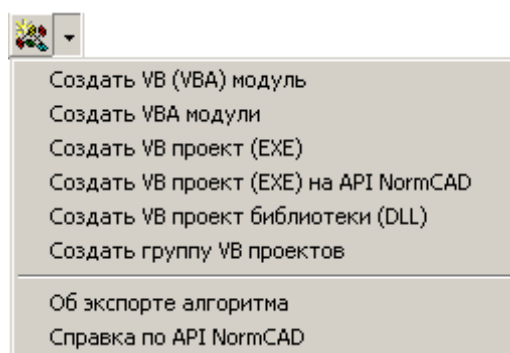 Создать VB (VBA) модуль
Создать VBA модули
Создать VB проект (EXE)
Создать VB проект (EXE) на API NormCAD
Создать VB проект библиотеки (DLL)
Создать группу VB проектов
Об экспорте алгоритма
Справка по API NormCAD